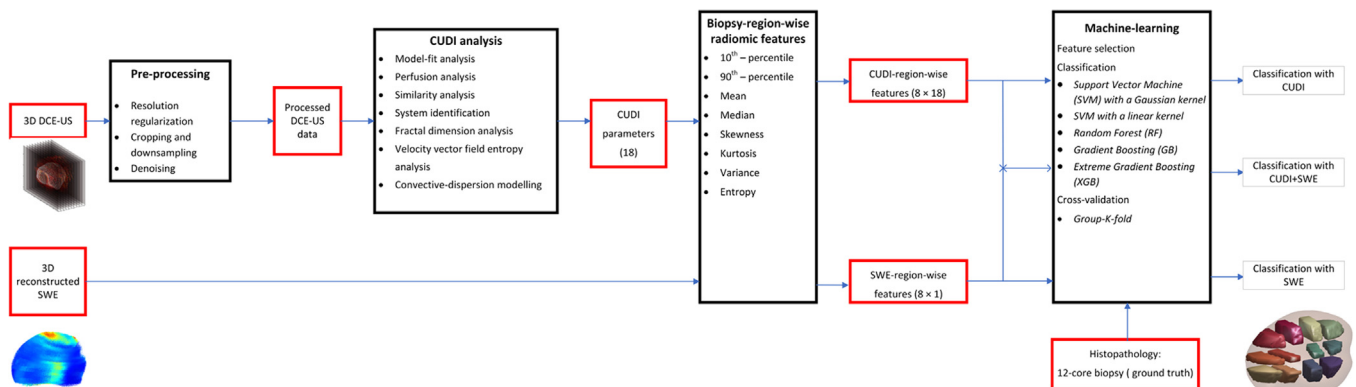 3D DCE-US
Pre-processing
• Resolution
regularization
• Cropping and
downsampling
• Denoising
Processed
DCE-US
data
CUDI analysis
• Model-fit analysis
• Perfusion analysis
• Similarity analysis
• System identification
• Fractal dimension analysis
• Velocity vector field entropy
analysis
• Convective-dispersion modelling
CUDI
parameters
(18)
Biopsy-region-wise
radiomic features
• 10th – percentile
• 90th – percentile
• Mean
• Median
• Skewness
• Kurtosis
• Variance
• Entropy
CUDI-region-wise
features (8 × 18)
Machine-learning
Feature selection
Classification
• Support Vector Machine
(SVM) with a Gaussian kernel
• SVM with a linear kernel
• Random Forest (RF)
• Gradient Boosting (GB)
• Extreme Gradient Boosting
(XGB)
Cross-validation
• Group-K-fold
Classification with
CUDI
Classification with
CUDI+SWE
Classification with
SWE
3D
reconstructed
SWE
SWE-region-wise
features (8 × 1)
Histopathology:
12-core biopsy ( ground truth)